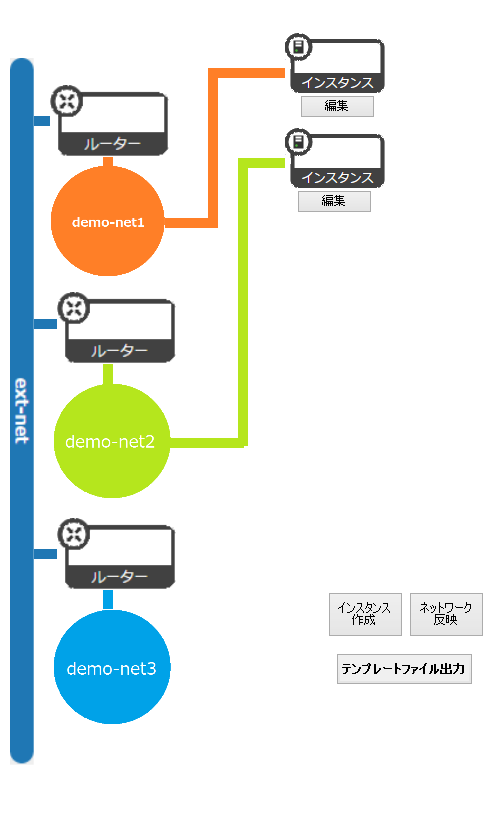 インスタンス
編集
ルーター
インスタンス
編集
demo-net1
ルーター
ext-net
demo-net2
ルーター
インスタンス
作成
ネットワーク
反映
demo-net3
テンプレートファイル出力